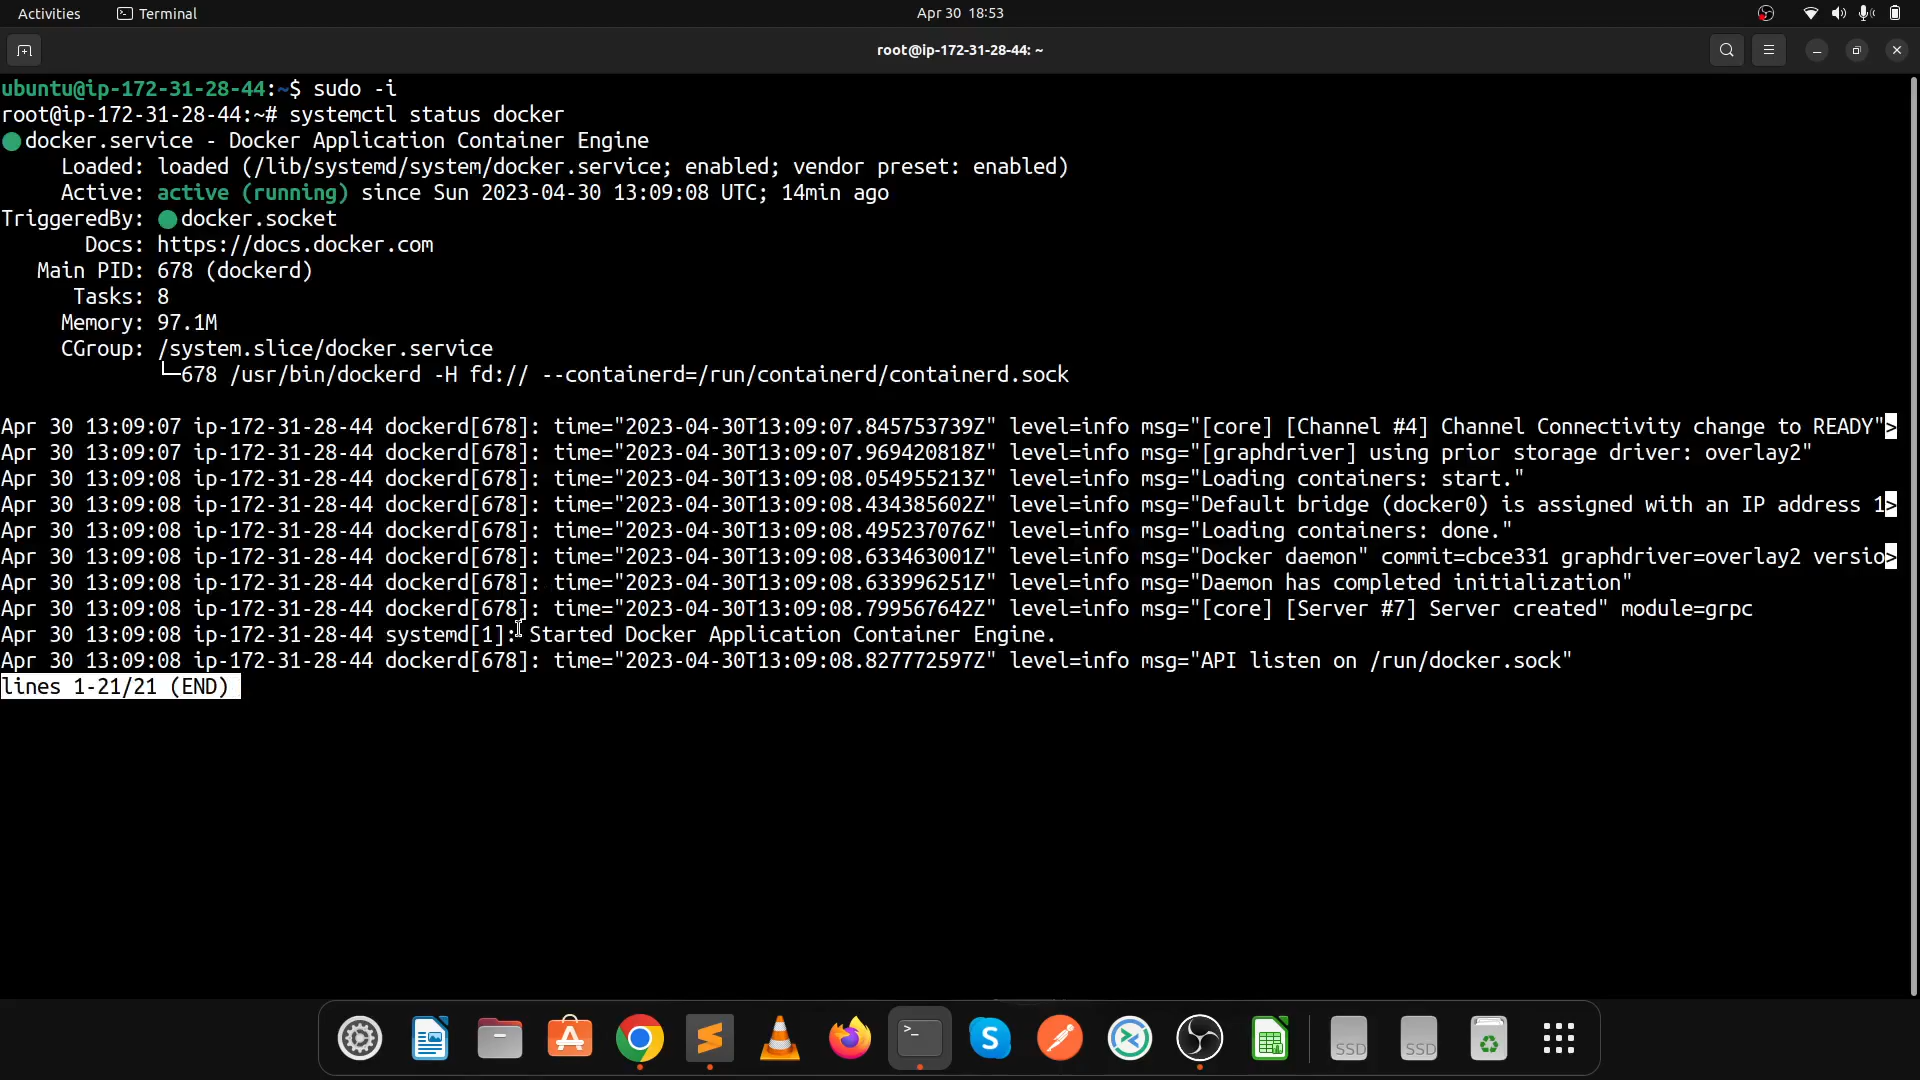 Activities
Terminal
Apr 30 18:53
root@ip-172-31-28-44: ~
ubuntu@ip-172-31-28-44:~$ sudo -i
root@ip-172-31-28-44:~# systemctl status docker
docker.service - Docker Application Container Engine
Loaded: loaded (/lib/systemd/system/docker.service; enabled; vendor preset: enabled)
Active: active (running) since Sun 2023-04-30 13:09:08 UTC; 14min ago
TriggeredBy: docker.socket
Docs: https://docs.docker.com
Main PID: 678 (dockerd)
Tasks: 8
Memory: 97.1M
CGroup: /system.slice/docker.service
└─678 /usr/bin/dockerd -H fd:// --containerd=/run/containerd/containerd.sock
Apr 30 13:09:07 ip-172-31-28-44 dockerd[678]: time="2023-04-30T13:09:07.845753739Z" level=info msg="[core] [Channel #4] Channel Connectivity change to READY">
Apr 30 13:09:07 ip-172-31-28-44 dockerd[678]: time="2023-04-30T13:09:07.969420818Z" level=info msg="[graphdriver] using prior storage driver: overlay2"
Apr 30 13:09:08 ip-172-31-28-44 dockerd[678]: time="2023-04-30T13:09:08.054955213Z" level=info msg="Loading containers: start."
Apr 30 13:09:08 ip-172-31-28-44 dockerd[678]: time="2023-04-30T13:09:08.434385602Z" level=info msg="Default bridge (docker0) is assigned with an IP address 1>
Apr 30 13:09:08 ip-172-31-28-44 dockerd[678]: time="2023-04-30T13:09:08.495237076Z" level=info msg="Loading containers: done."
Apr 30 13:09:08 ip-172-31-28-44 dockerd[678]: time="2023-04-30T13:09:08.633463001Z" level=info msg="Docker daemon" commit=cbce331 graphdriver=overlay2 versio>
Apr 30 13:09:08 ip-172-31-28-44 dockerd[678]: time="2023-04-30T13:09:08.633996251Z" level=info msg="Daemon has completed initialization"
Apr 30 13:09:08 ip-172-31-28-44 dockerd[678]: time="2023-04-30T13:09:08.799567642Z" level=info msg="[core] [Server #7] Server created" module=grpc
Apr 30 13:09:08 ip-172-31-28-44 systemd[1]: Started Docker Application Container Engine.
Apr 30 13:09:08 ip-172-31-28-44 dockerd[678]: time="2023-04-30T13:09:08.827772597Z" level=info msg="API listen on /run/docker.sock"
lines 1-21/21 (END)
SSD
SSD